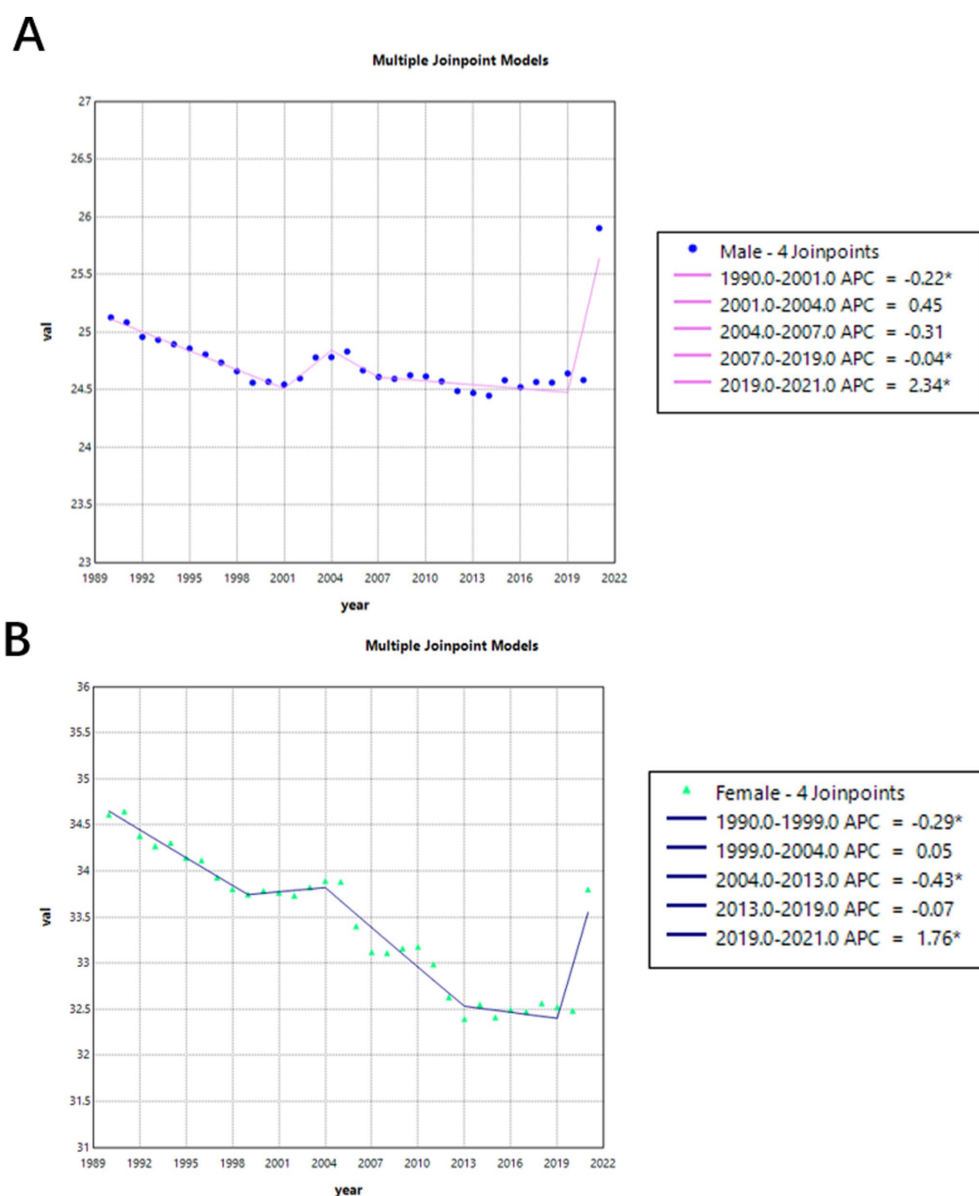 A
Multiple Joinpoint Models
27
26.5
26
25.5
25
24.5
24
23.5
23
val
1989 1992 1995 1998 2001 2004 2007 2010 2013 2016 2019 2022
year
Male - 4 Joinpoints
1990.0-2001.0 APC = -0.22*
2001.0-2004.0 APC = 0.45
2004.0-2007.0 APC = -0.31
2007.0-2019.0 APC = -0.04*
2019.0-2021.0 APC = 2.34*
B
Multiple Joinpoint Models
36
35.5
35
34.5
34
33.5
33
32.5
32
31.5
31
val
1989 1992 1995 1998 2001 2004 2007 2010 2013 2016 2019 2022
year
Female - 4 Joinpoints
1990.0-1999.0 APC = -0.29*
1999.0-2004.0 APC = 0.05
2004.0-2013.0 APC = -0.43*
2013.0-2019.0 APC = -0.07
2019.0-2021.0 APC = 1.76*